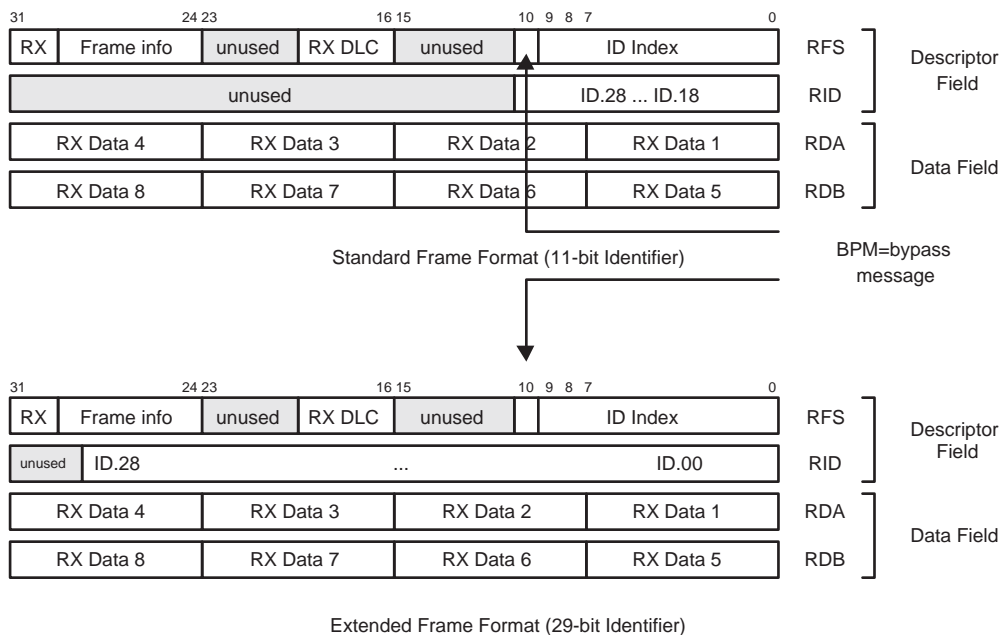 31 24 23 16 15 10 9 8 7 0
RX Frame info unused RX DLC unused ID Index RFS
Descriptor
Field
unused ID.28 ... ID.18 RID
RX Data 4 RX Data 3 RX Data 2 RX Data 1 RDA
Data Field
RX Data 8 RX Data 7 RX Data 6 RX Data 5 RDB
Standard Frame Format (11-bit Identifier)
BPM=bypass
message
31 24 23 16 15 10 9 8 7 0
RX Frame info unused RX DLC unused ID Index RFS
Descriptor
Field
unused ID.28 ... ID.00 RID
RX Data 4 RX Data 3 RX Data 2 RX Data 1 RDA
Data Field
RX Data 8 RX Data 7 RX Data 6 RX Data 5 RDB
Extended Frame Format (29-bit Identifier)